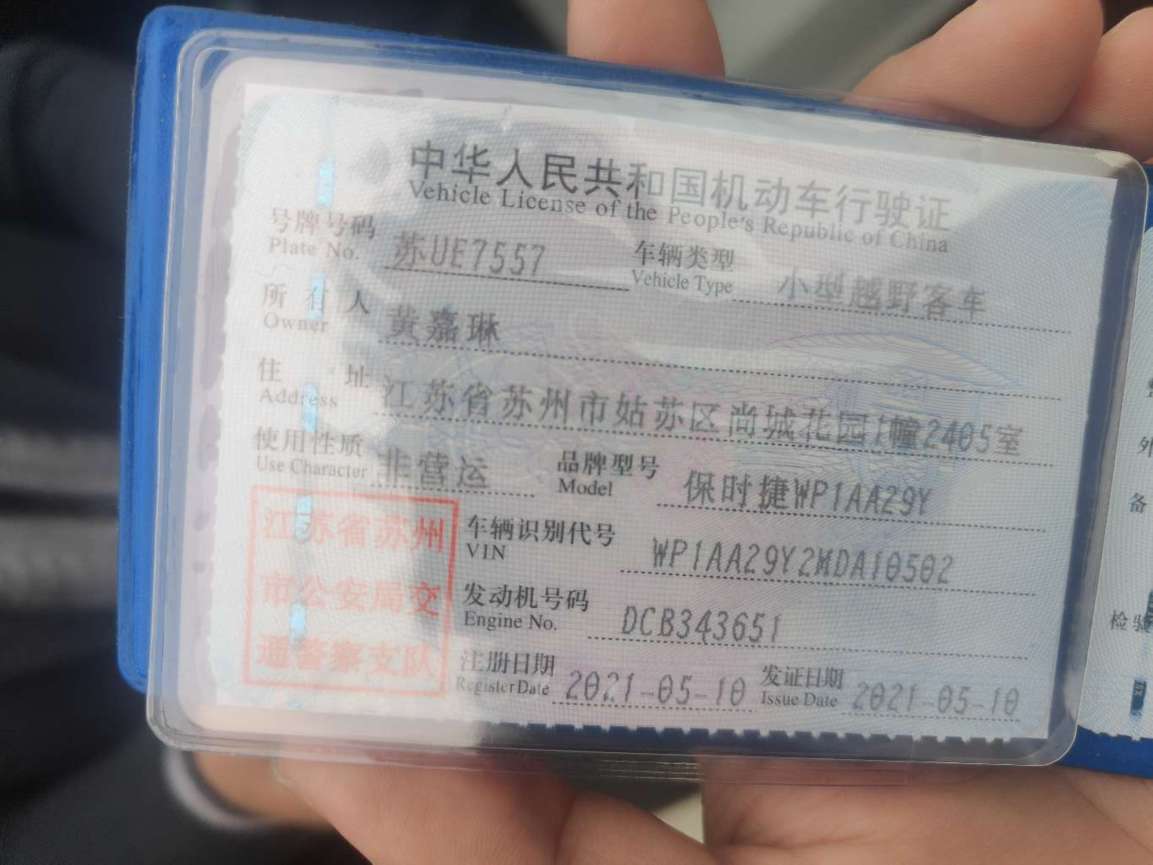 中华人民共和国机动车行驶证
Vehicle License of the People's Republic of China
号牌号码 苏UE7557 车辆类型 小型越野客车
Plate No. Vehicle Type
所有人 黄嘉琳
Owner
住址 江苏省苏州市姑苏区尚城花园1幢2405室
Address
使用性质 非营运 品牌型号 保时捷WP1AA29Y
Use Character Model
江苏省苏州
市公安局交
通警察支队
车辆识别代号 WP1AA29Y2MDA10502
VIN
发动机号码 DCB343651
Engine No.
注册日期 2021-05-10 发证日期 2021-05-10
Register Date Issue Date
外
备
检验